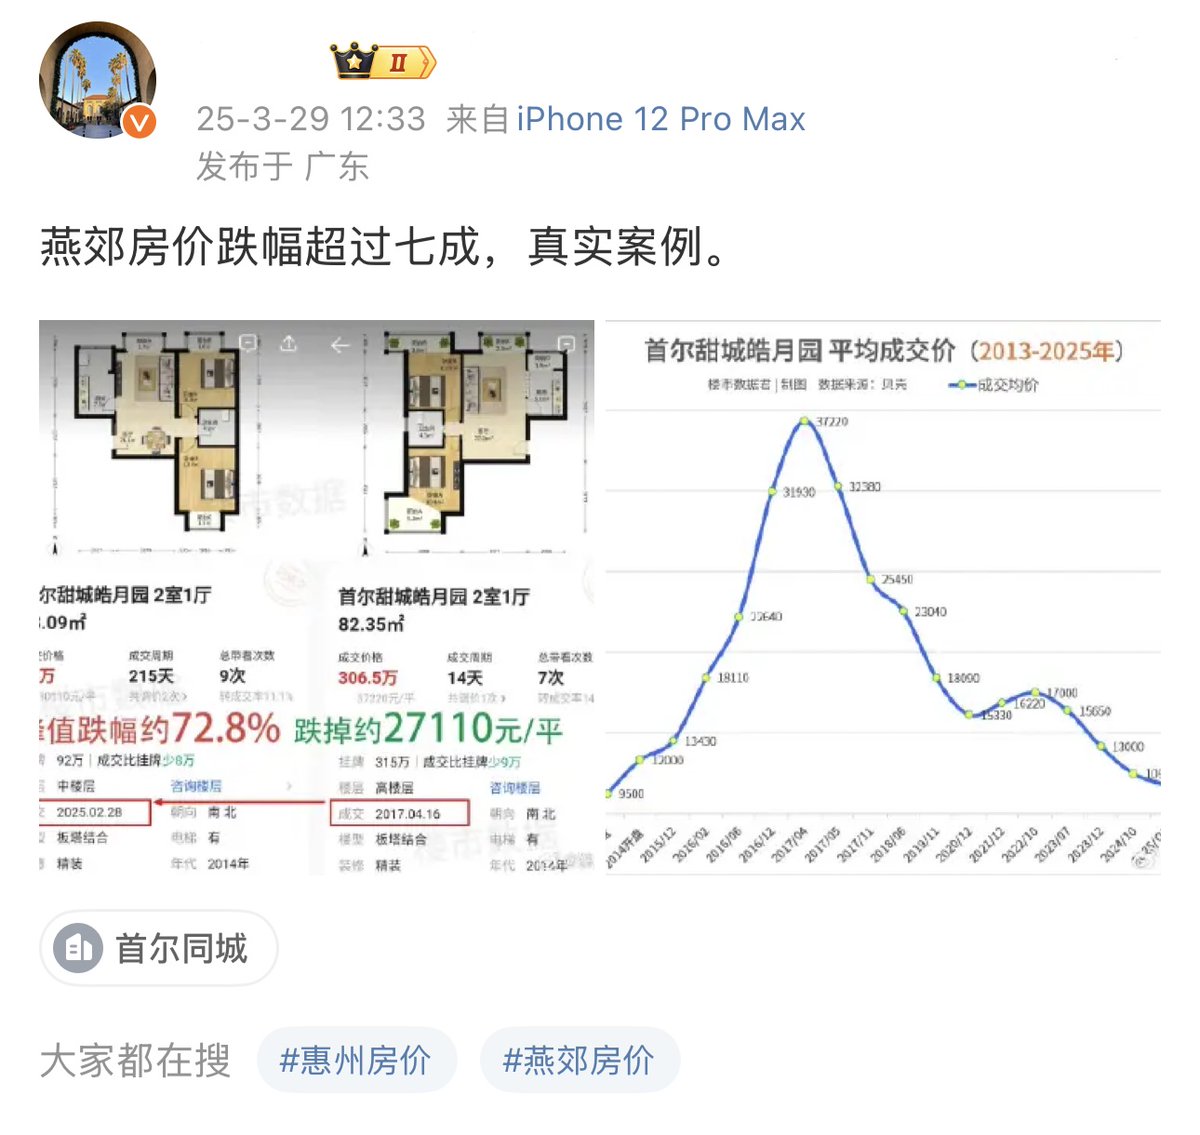 II
25-3-29 12:33 来自 iPhone 12 Pro Max
发布于 广东
燕郊房价跌幅超过七成，真实案例。
尔甜城皓月园 2室1厅
.09㎡
成交周期 总带看次数
万 215天 9次
峰值跌幅约72.8% 跌掉约27110元/平
92万 | 成交比挂牌少8万
中楼层 咨询楼层
2025.02.28 朝向 南 北
板塔结合 电梯 有
精装 年代 2014年
首尔甜城皓月园 2室1厅
82.35㎡
成交价格 成交周期 总带看次数
306.5万 14天 7次
37220元/平
挂牌 315万 | 成交比挂牌少9万
楼层 高楼层 咨询楼层
成交 2017.04.16 朝向 南 北
楼型 板塔结合 电梯 有
装修 精装 年代 2014年
首尔甜城皓月园 平均成交价（2013-2025年）
楼市数据君 | 制图 数据来源：贝壳 成交均价
37220
31930
32380
25450
22640
23040
18110
18090
17000
16220
15330
15650
13430
12000
13000
9500
2014开盘
2015/12
2016/02
2016/06
2016/12
2017/04
2017/05
2017/11
2018/06
2019/11
2020/12
2021/12
2022/10
2023/07
2023/12
2024/10
首尔同城
大家都在搜 #惠州房价 #燕郊房价